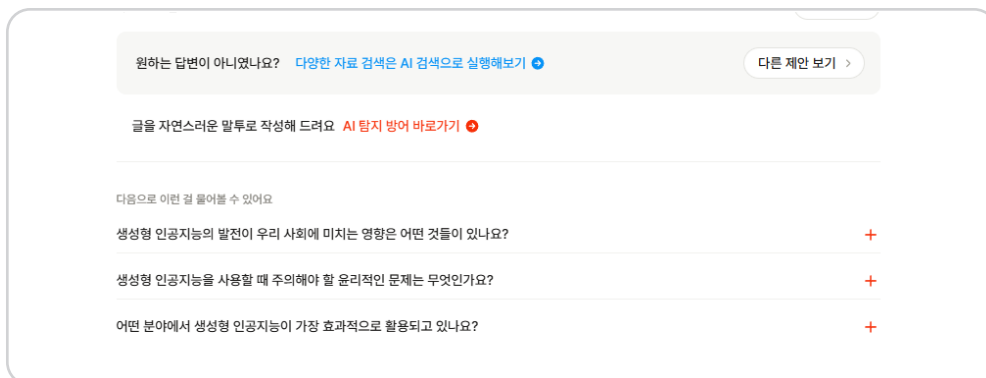 원하는 답변이 아니였나요? 다양한 자료 검색은 AI 검색으로 실행해보기
다른 제안 보기
글을 자연스러운 말투로 작성해 드려요 AI 탐지 방어 바로가기
다음으로 이런 걸 물어볼 수 있어요
생성형 인공지능의 발전이 우리 사회에 미치는 영향은 어떤 것들이 있나요?
생성형 인공지능을 사용할 때 주의해야 할 윤리적인 문제는 무엇인가요?
어떤 분야에서 생성형 인공지능이 가장 효과적으로 활용되고 있나요?